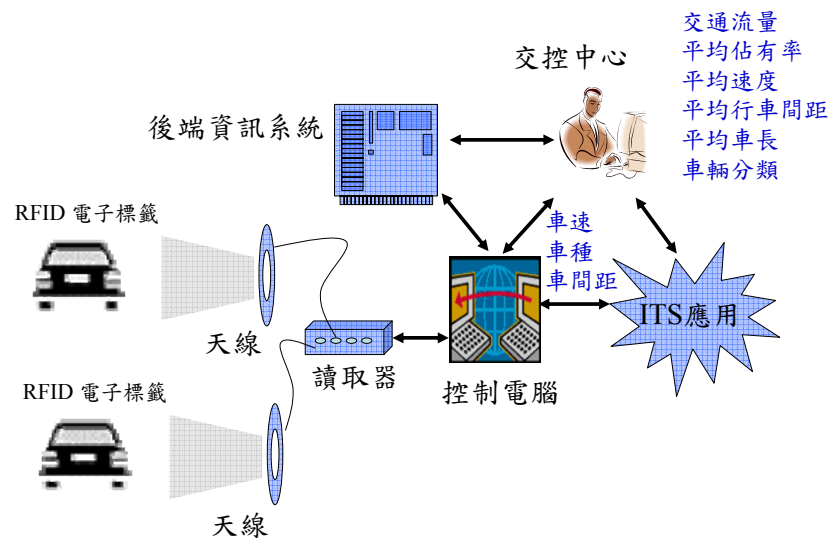 交通流量
平均佔有率
平均速度
平均行車間距
平均車長
車輛分類
交控中心
後端資訊系統
RFID 電子標籤
車速
車種
車間距
ITS應用
天線
讀取器
控制電腦
RFID 電子標籤
天線